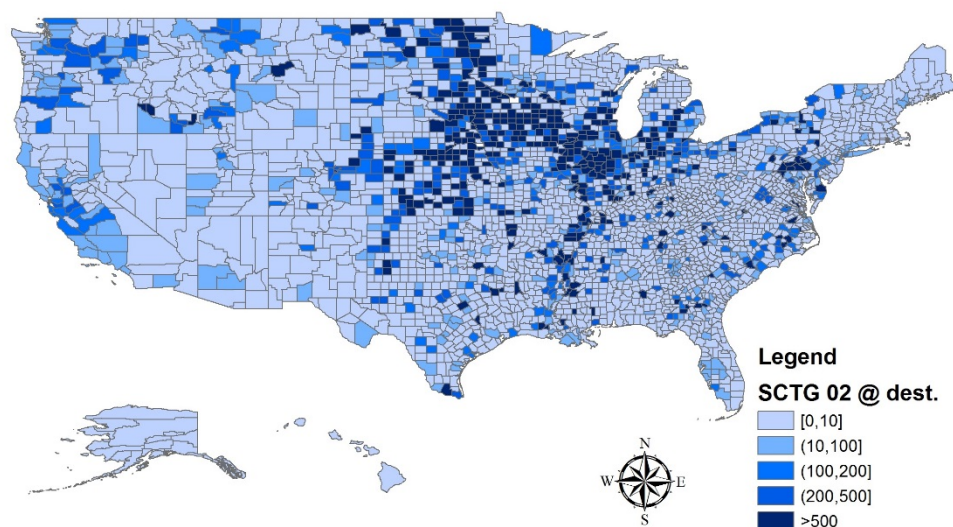 Legend
SCTG 02 @ dest.
[0,10]
(10,100]
(100,200]
(200,500]
>500
N
W E
S